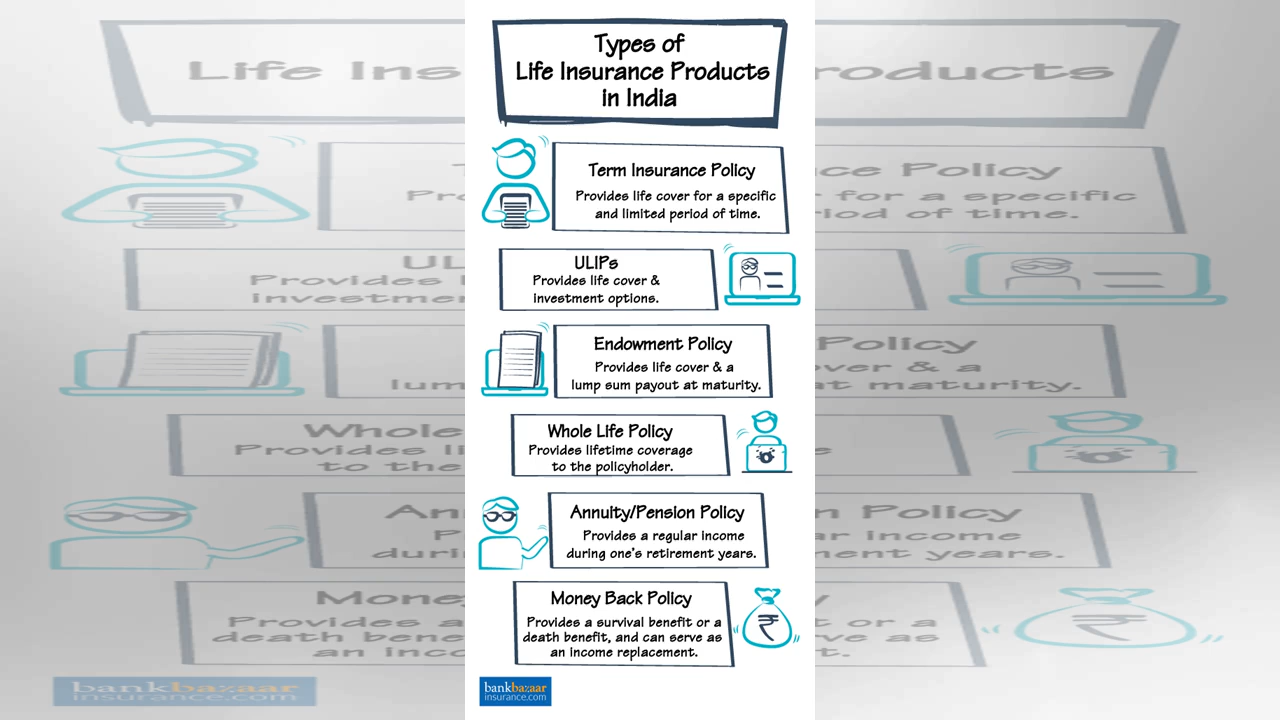 Types of
Life Insurance Products
in India
Term Insurance Policy
Provides life cover for a specific
and limited period of time.
ULIPs
Provides life cover &
investment options.
Endowment Policy
Provides life cover & a
lump sum payout at maturity.
Whole Life Policy
Provides lifetime coverage
to the policyholder.
Annuity/Pension Policy
Provides a regular income
during one's retirement years.
Money Back Policy
Provides a survival benefit or a
death benefit, and can serve as
an income replacement.
₹
bankbazaar
insurance.com